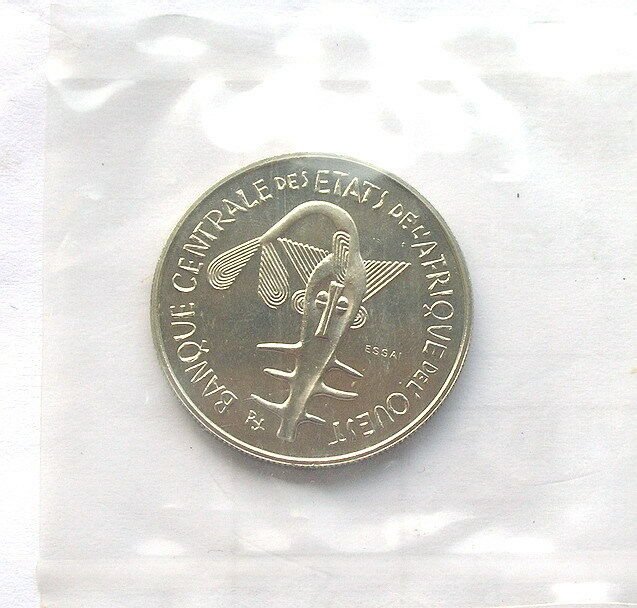 BANQUE CENTRALE DES ETATS DE L'AFRIQUE DE L'OUEST
ESSAI